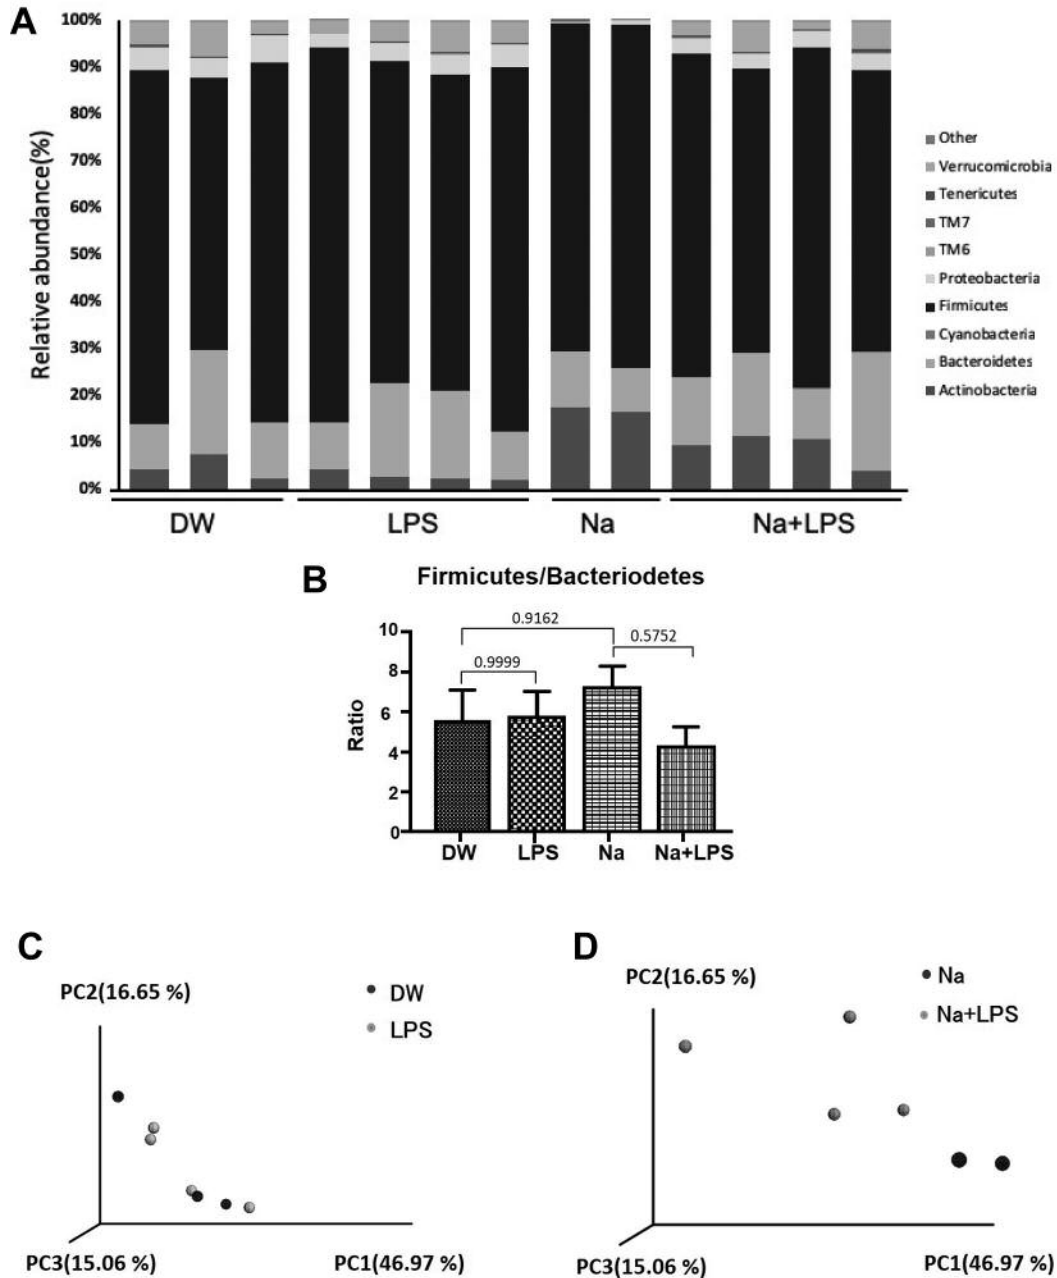 A
100%
90%
80%
70%
60%
50%
40%
30%
20%
10%
0%
Relative abundance(%)
Other
Verrucomicrobia
Tenericutes
TM7
TM6
Proteobacteria
Firmicutes
Cyanobacteria
Bacteroidetes
Actinobacteria
DW LPS Na Na+LPS
B
Firmicutes/Bacteriodetes
0.9162
0.5752
0.9999
10
8
6
4
2
0
Ratio
DW LPS Na Na+LPS
C
PC2(16.65 %)
DW
LPS
PC3(15.06 %) PC1(46.97 %)
D
PC2(16.65 %)
Na
Na+LPS
PC3(15.06 %) PC1(46.97 %)